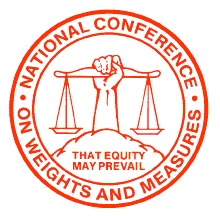 • NATIONAL CONFERENCE •
ON WEIGHTS AND MEASURES
THAT EQUITY
MAY PREVAIL